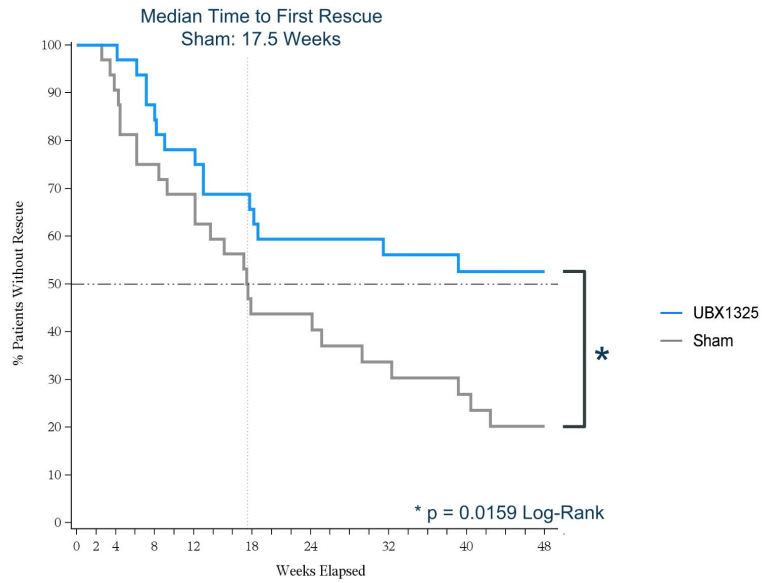 Median Time to First Rescue
Sham: 17.5 Weeks
% Patients Without Rescue
100
90
80
70
60
50
40
30
20
10
0
0 2 4 8 12 18 24 32 40 48
Weeks Elapsed
UBX1325
Sham
*
* p = 0.0159 Log-Rank